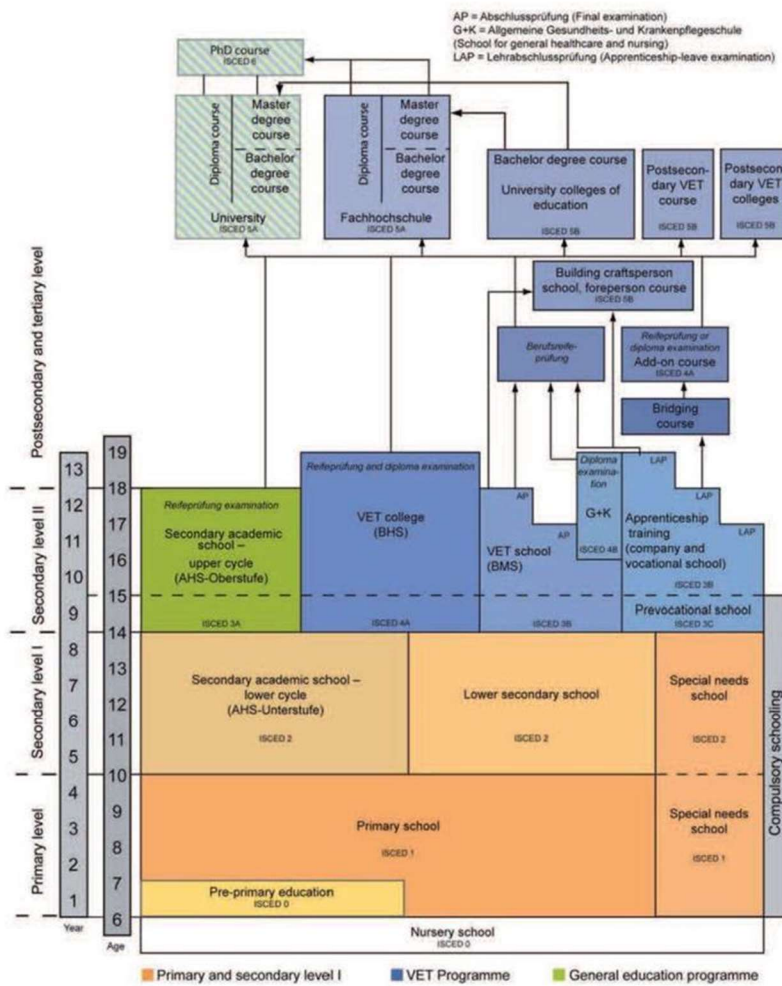 AP = Abschlussprüfung (Final examination)
G+K = Allgemeine Gesundheits- und Krankenpflegeschule
(School for general healthcare and nursing)
LAP = Lehrabschlussprüfung (Apprenticeship-leave examination)
PhD course
ISCED 6
Diploma course
Master
degree
course
Bachelor
degree
course
University
ISCED 5A
Diploma course
Master
degree
course
Bachelor
degree
course
Fachhochschule
ISCED 5A
Bachelor degree course
University colleges of
education
ISCED 5B
Postsecon-
dary VET
course
ISCED 5B
Postsecon-
dary VET
colleges
ISCED 5B
Building craftsperson
school, foreperson course
ISCED 5B
Berufsreife-
prüfung
Reifeprüfung or
diploma examination
Add-on course
ISCED 4A
Bridging
course
Postsecondary and tertiary level
Secondary level II
Secondary level I
Primary level
13
12
11
10
9
8
7
6
5
4
3
2
1
Year
19
18
17
16
15
14
13
12
11
10
9
8
7
6
Age
Reifeprüfung examination
Secondary academic
school –
upper cycle
(AHS-Oberstufe)
ISCED 3A
Reifeprüfung and diploma examination
VET college
(BHS)
ISCED 4A
AP
AP
VET school
(BMS)
ISCED 3B
Diploma
examina-
tion
G+K
ISCED 4B
LAP
LAP
LAP
Apprenticeship
training
(company and
vocational school)
ISCED 3B
Prevocational school
ISCED 3C
Secondary academic school –
lower cycle
(AHS-Unterstufe)
ISCED 2
Lower secondary school
ISCED 2
Special needs
school
ISCED 2
Primary school
ISCED 1
Special needs
school
ISCED 1
Pre-primary education
ISCED 0
Nursery school
ISCED 0
Compulsory schooling
Primary and secondary level I
VET Programme
General education programme